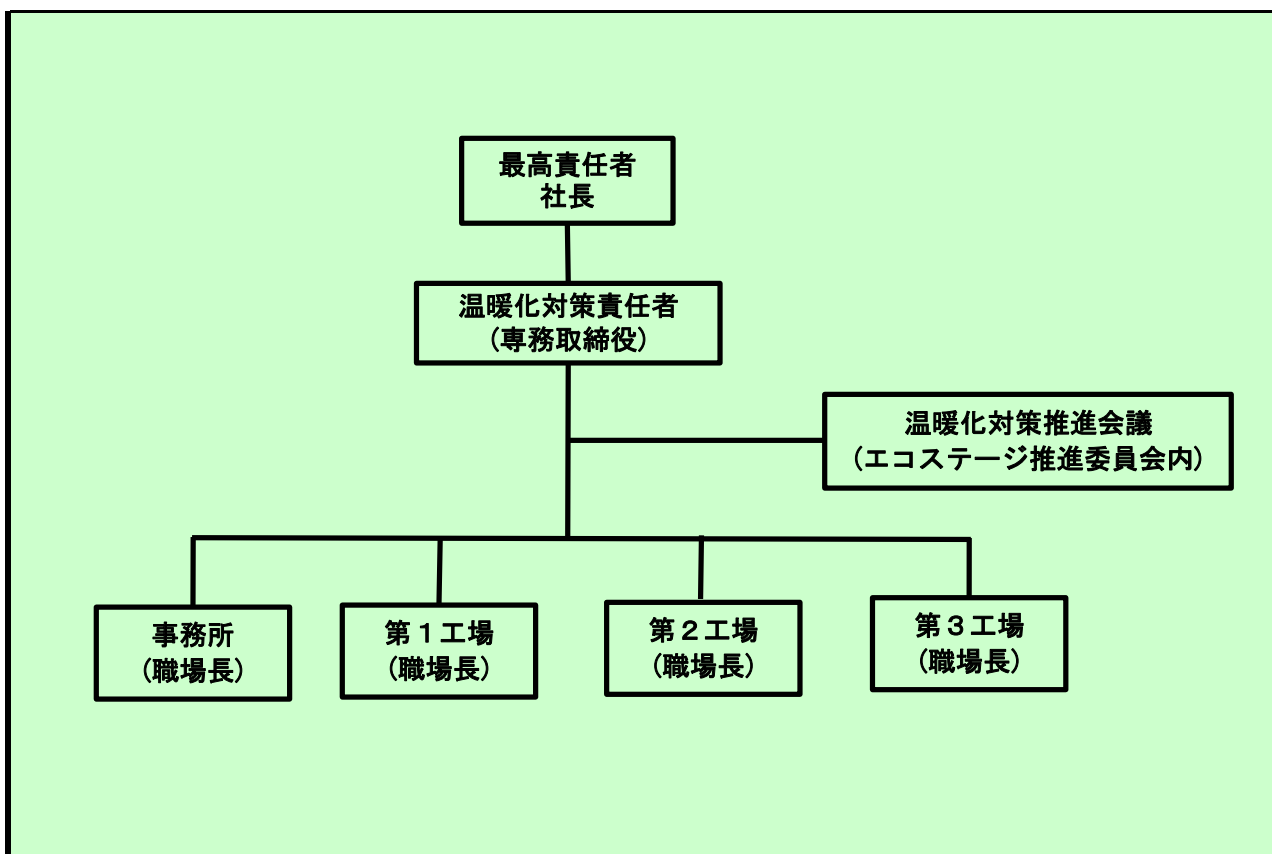 最高責任者
社長
温暖化対策責任者
（専務取締役）
温暖化対策推進会議
（エコステージ推進委員会内）
事務所
（職場長）
第１工場
（職場長）
第２工場
（職場長）
第３工場
（職場長）